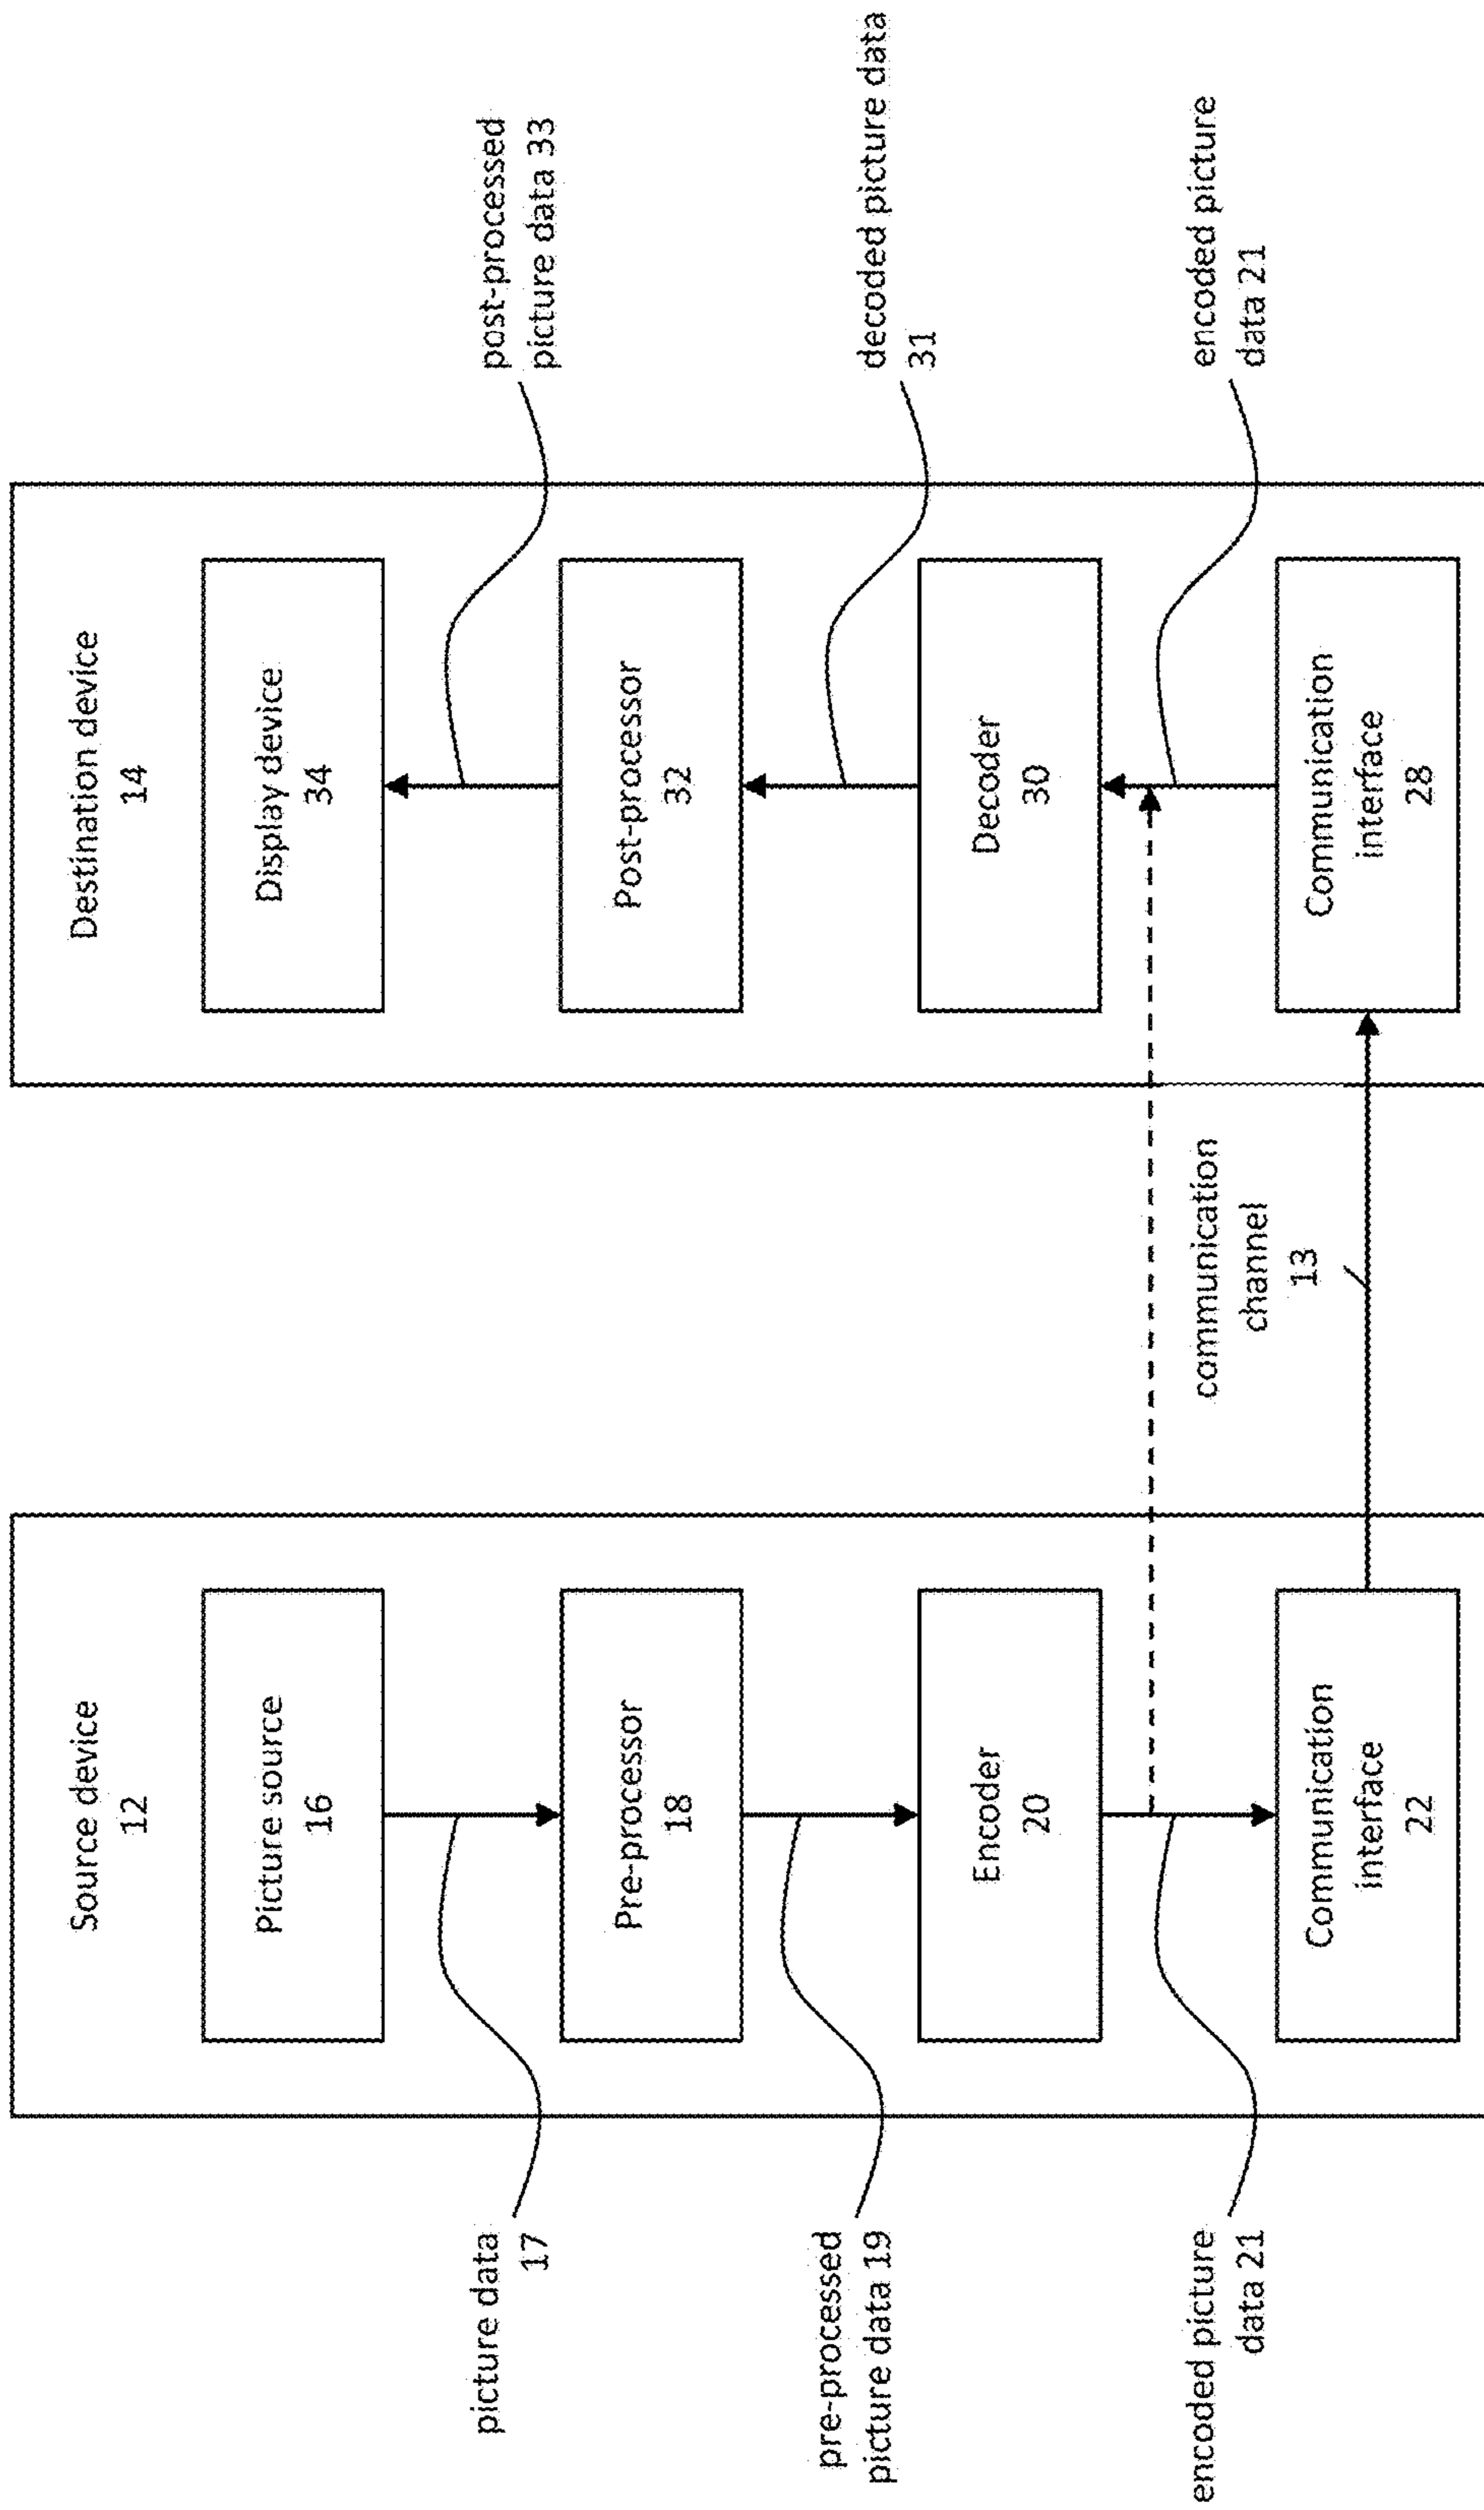 Source device
12
Picture source
16
picture data
17
Pre-processor
18
pre-processed
picture data 19
Encoder
20
encoded picture
data 21
Communication
interface
22
communication
channel
13
Destination device
14
Display device
34
post-processed
picture data 33
Post-processor
32
decoded picture data
31
Decoder
30
encoded picture
data 21
Communication
interface
28